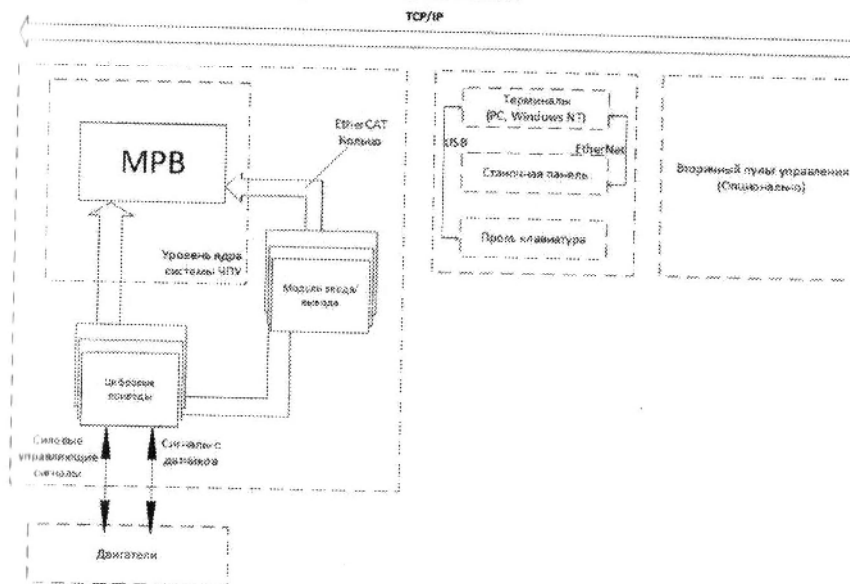 TCP/IP
EtherCAT
Кольцо
МРВ
Уровень ядра
системы ЧПУ
Модули ввода/
вывода
Цифровые
приводы
Силовые
управляющие
сигналы
Сигналы с
датчиков
Двигатели
Терминалы
(PC, Windows NT)
USB
EtherNet
Станочная панель
Пром. клавиатура
Вторичный пульт управления
(Опционально)